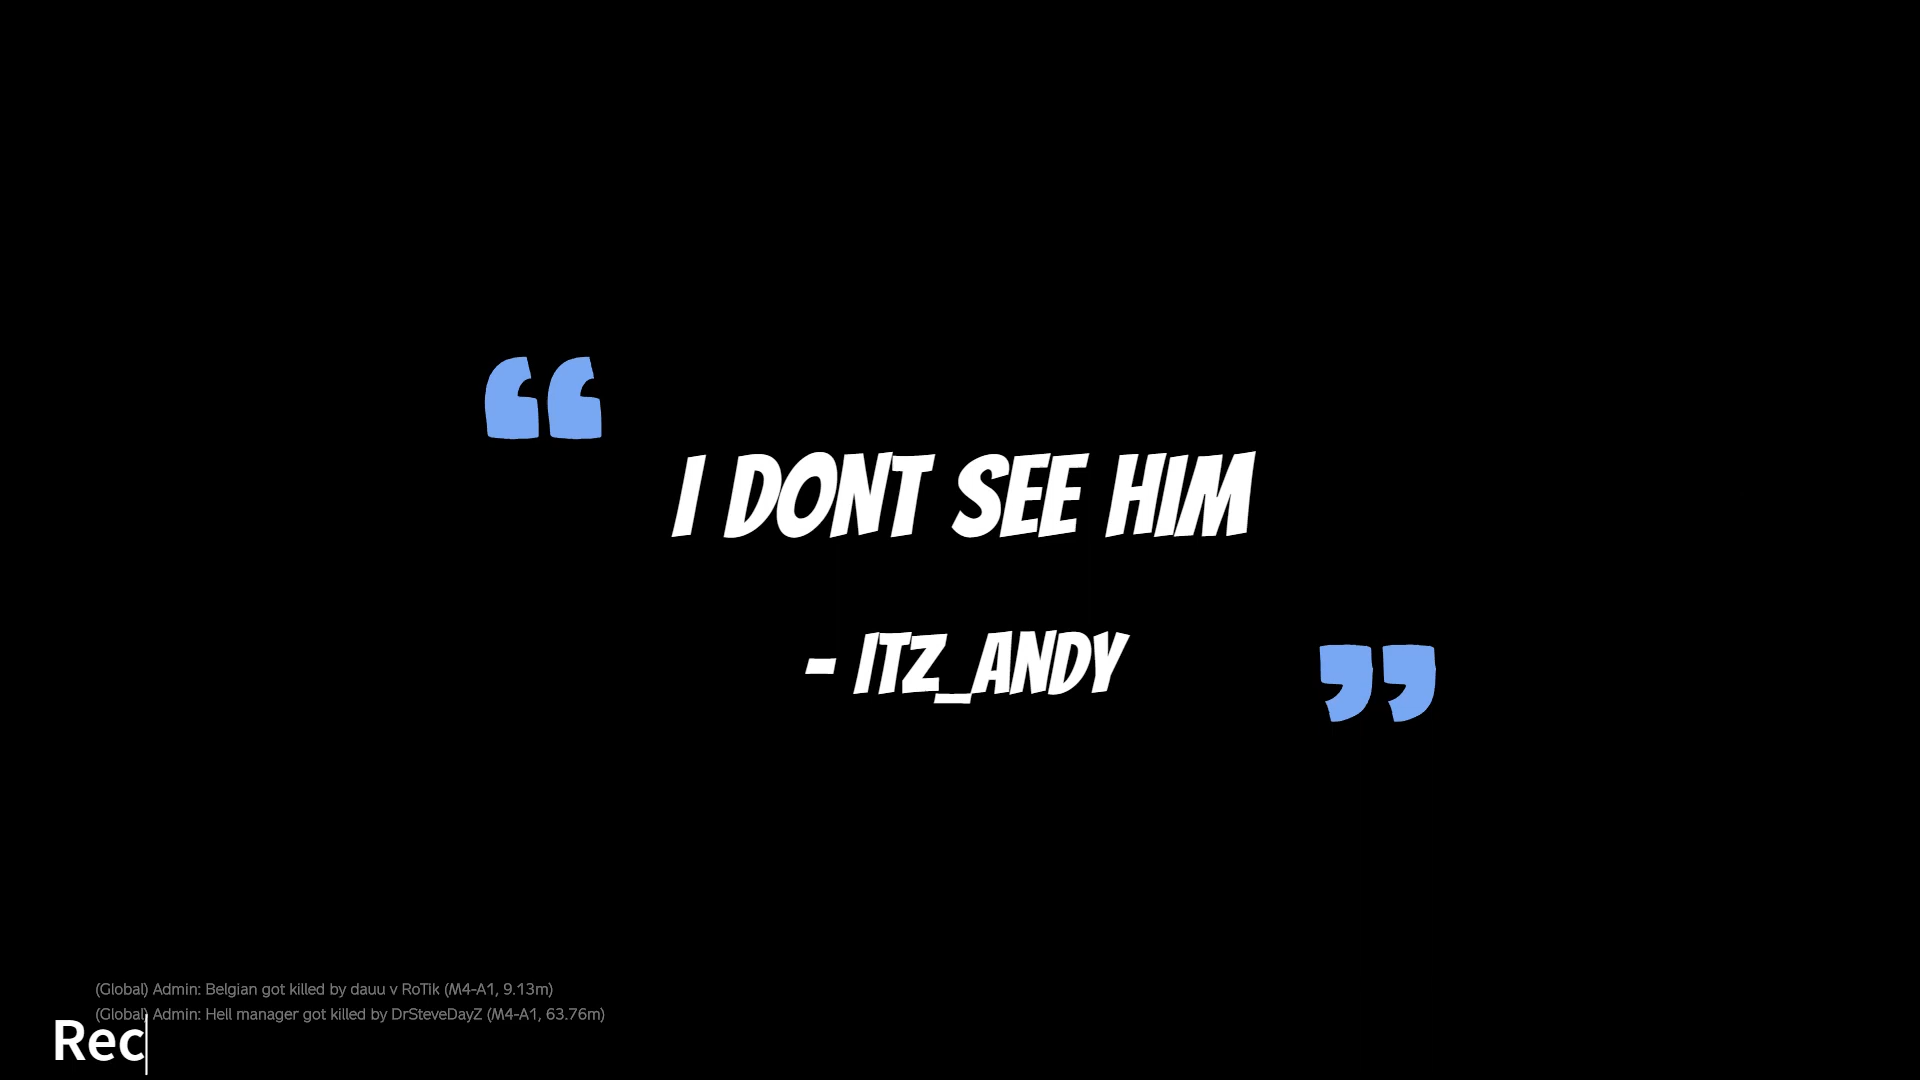 “
I DONT SEE HIM
- ITZ_ANDY
”
(Global) Admin: Belgian got killed by dauu v RoTik (M4-A1, 9.13m)
(Global) Admin: Hell manager got killed by DrSteveDayZ (M4-A1, 63.76m)
Rec